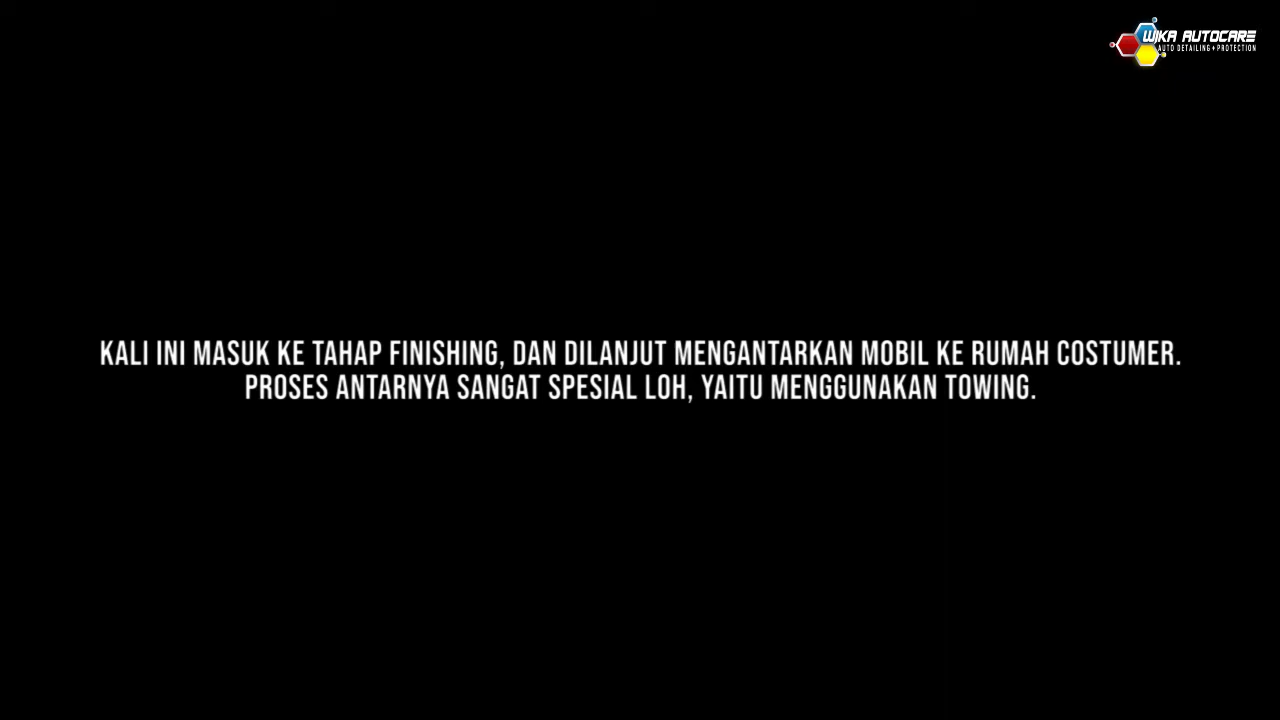 WIKA AUTOCARE
AUTO DETAILING + PROTECTION
KALI INI MASUK KE TAHAP FINISHING, DAN DILANJUT MENGANTARKAN MOBIL KE RUMAH COSTUMER.
PROSES ANTARNYA SANGAT SPESIAL LOH, YAITU MENGGUNAKAN TOWING.